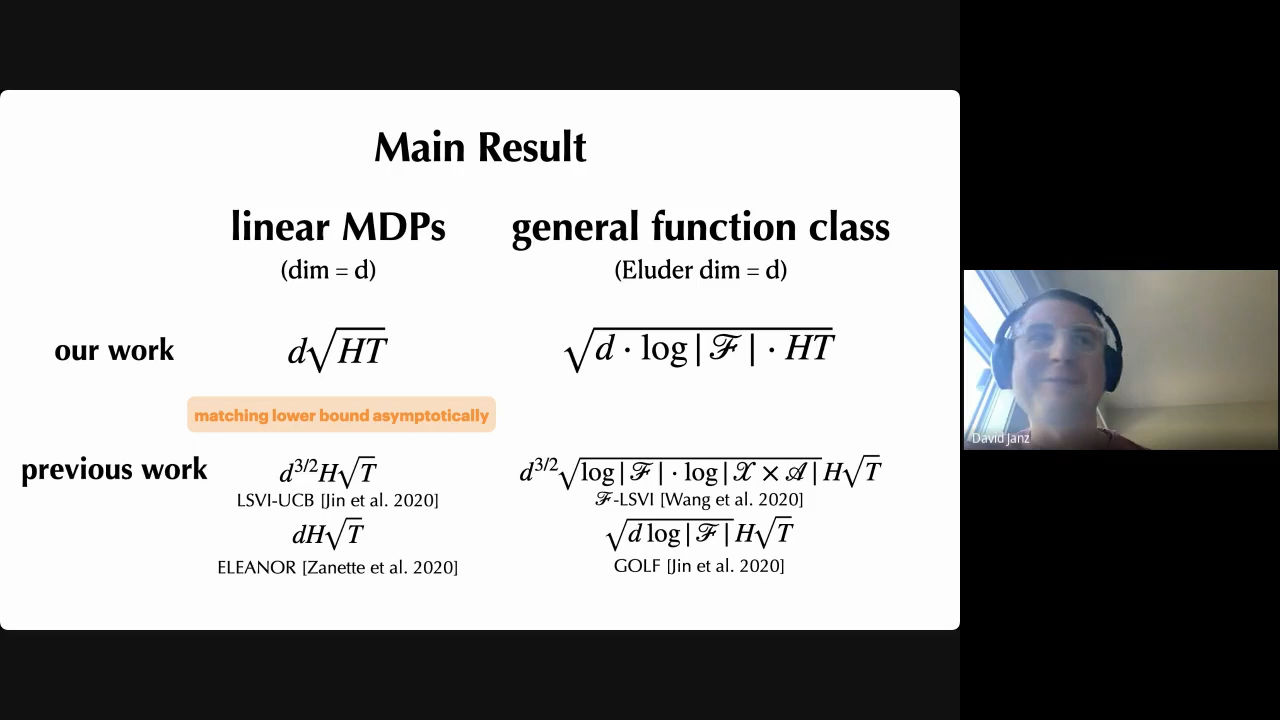 Main Result
linear MDPs general function class
(dim = d) (Eluder dim = d)
our work d√HT √d · log|ℱ| · HT
matching lower bound asymptotically
previous work d^{3/2}H√T d^{3/2}√log|ℱ| · log|𝒳 × 𝒜| H√T
LSVI-UCB [Jin et al. 2020] ℱ-LSVI [Wang et al. 2020]
dH√T √d log|ℱ| H√T
ELEANOR [Zanette et al. 2020] GOLF [Jin et al. 2020]
David Janz